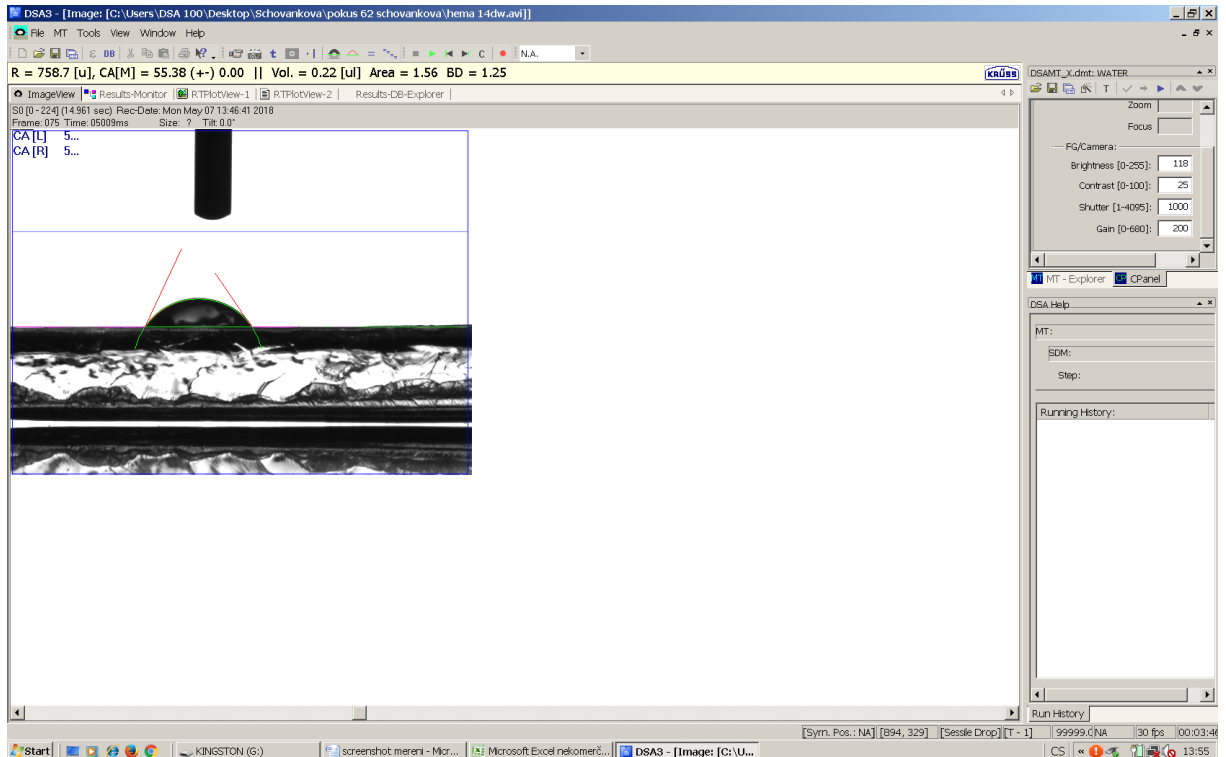 DSA3 - [Image: [C:\Users\DSA 100\Desktop\Schovankova\pokus 62 schovankova\hema 14dw.avi]]
File MT Tools View Window Help
DB T C N.A.
R = 758.7 [u], CA[M] = 55.38 (+-) 0.00 || Vol. = 0.22 [ul] Area = 1.56 BD = 1.25
KRÜSS
DSAMT_X.dmt: WATER
ImageView Results-Monitor RTPlotView-1 RTPlotView-2 Results-DB-Explorer
S0 [0 - 224] (14.961 sec) Rec-Date: Mon May 07 13:46:41 2018
Frame: 075 Time: 05009ms Size: ? Tilt: 0.0°
CA [L] 5...
CA [R] 5...
Zoom
Focus
FG/Camera:
Brightness [0-255]: 118
Contrast [0-100]: 25
Shutter [1-4095]: 1000
Gain [0-680]: 200
MT - Explorer CP CPanel
DSA Help
MT:
SDM:
Step:
Running History:
Run History
[Sym. Pos.: NA] [894, 329] [Sessile Drop] [T - 1] 99999.0 NA 30 fps 00:03:46
Start KINGSTON (G:) screenshot mereni - Micr... Microsoft Excel nekomerč... DSA3 - [Image: [C:\U... CS 13:55